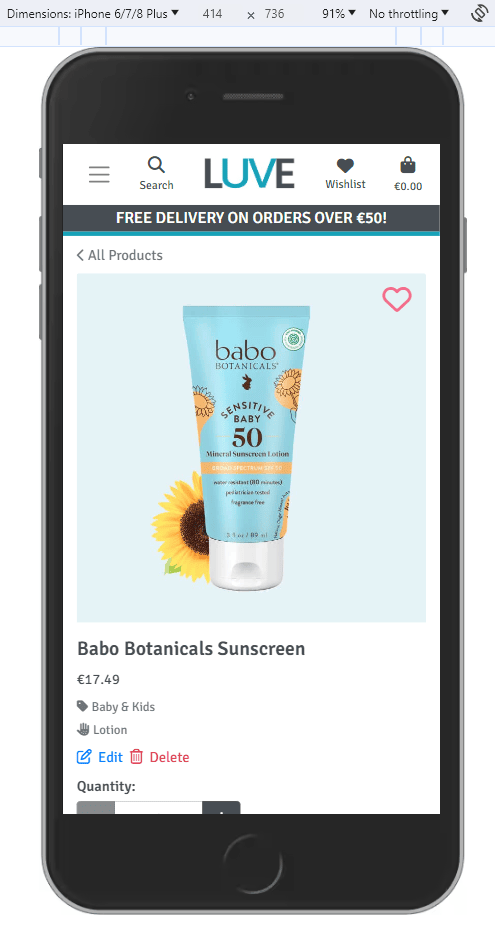 Dimensions: iPhone 6/7/8 Plus ▼ 414 x 736 91% ▼ No throttling ▼
Search
LUVE
Wishlist
€0.00
FREE DELIVERY ON ORDERS OVER €50!
All Products
babo
BOTANICALS
SENSITIVE
BABY
50
Mineral Sunscreen Lotion
BROAD SPECTRUM SPF 50
water resistant (80 minutes)
pediatrician tested
fragrance free
3 fl oz / 89 ml
Babo Botanicals Sunscreen
€17.49
Baby & Kids
Lotion
Edit Delete
Quantity: